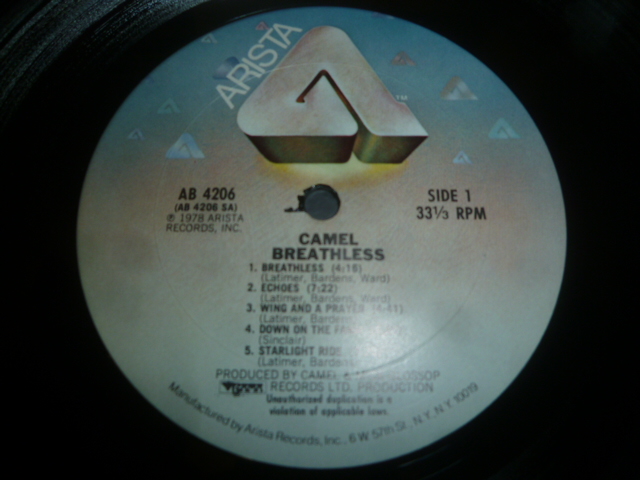 ARISTA
TM
AB 4206
(AB 4206 SA)
℗ 1978 ARISTA
RECORDS, INC.
SIDE 1
33⅓ RPM
CAMEL
BREATHLESS
1. BREATHLESS (4:16)
(Latimer, Bardens, Ward)
2. ECHOES (7:22)
(Latimer, Bardens, Ward)
3. WING AND A PRAYER (4:41)
(Latimer, Bardens
4. DOWN ON THE
(Sinclair)
5. STARLIGHT RIDE
(Latimer, Bardens
PRODUCED BY CAMEL
RECORDS LTD. PRODUCTION
Unauthorized duplication is a
violation of applicable laws.
Manufactured by Arista Records, Inc., 6 W 57th St., N.Y., N.Y. 10019